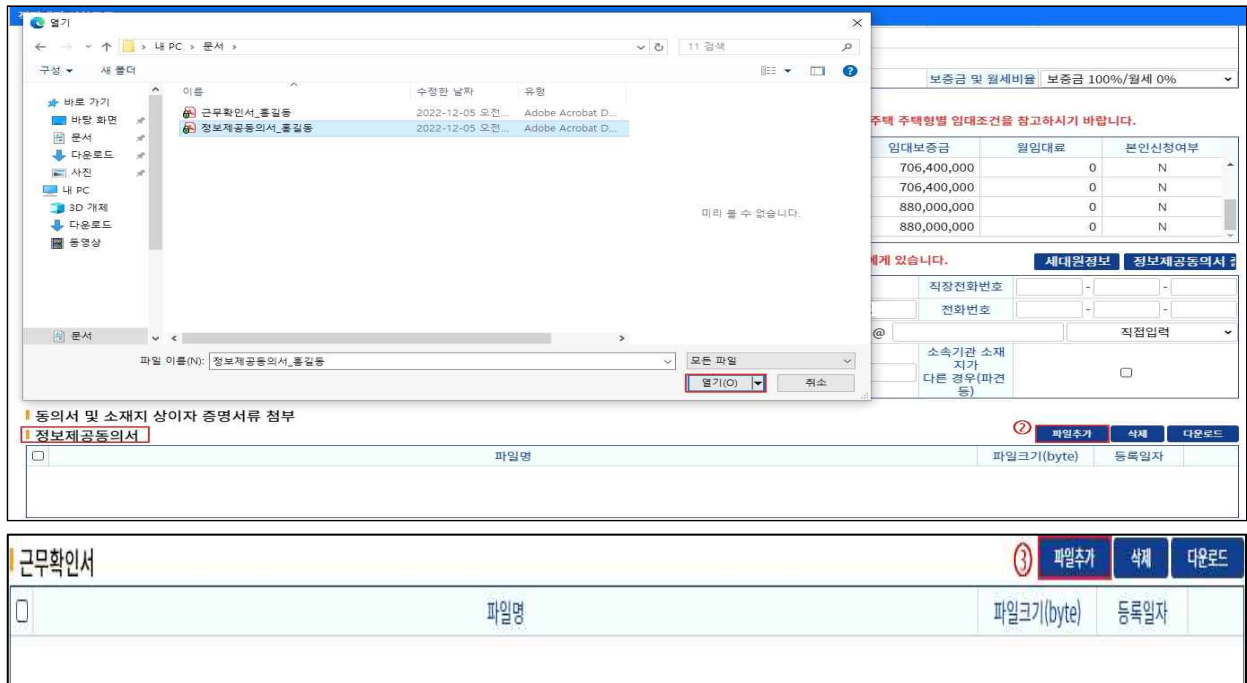 열기
내 PC > 문서 >
11 검색
구성 새 폴더
이름 수정한 날짜 유형
근무확인서_홍길동 2022-12-05 오전... Adobe Acrobat D...
정보제공동의서_홍길동 2022-12-05 오전... Adobe Acrobat D...
바로 가기
바탕 화면
문서
다운로드
사진
내 PC
3D 개체
다운로드
동영상
문서
미리 볼 수 없습니다.
파일 이름(N): 정보제공동의서_홍길동 모든 파일
열기(O) 취소
보증금 및 월세비율 보증금 100%/월세 0%
주택 주택형별 임대조건을 참고하시기 바랍니다.
임대보증금 월임대료 본인신청여부
706,400,000 0 N
706,400,000 0 N
880,000,000 0 N
880,000,000 0 N
에게 있습니다. 세대원정보 정보제공동의서
직장전화번호 - -
전화번호 - -
@ 직접입력
소속기관 소재
지가
다른 경우(파견
등)
동의서 및 소재지 상이자 증명서류 첨부
정보제공동의서 ② 파일추가 삭제 다운로드
파일명 파일크기(byte) 등록일자
근무확인서 ③ 파일추가 삭제 다운로드
파일명 파일크기(byte) 등록일자